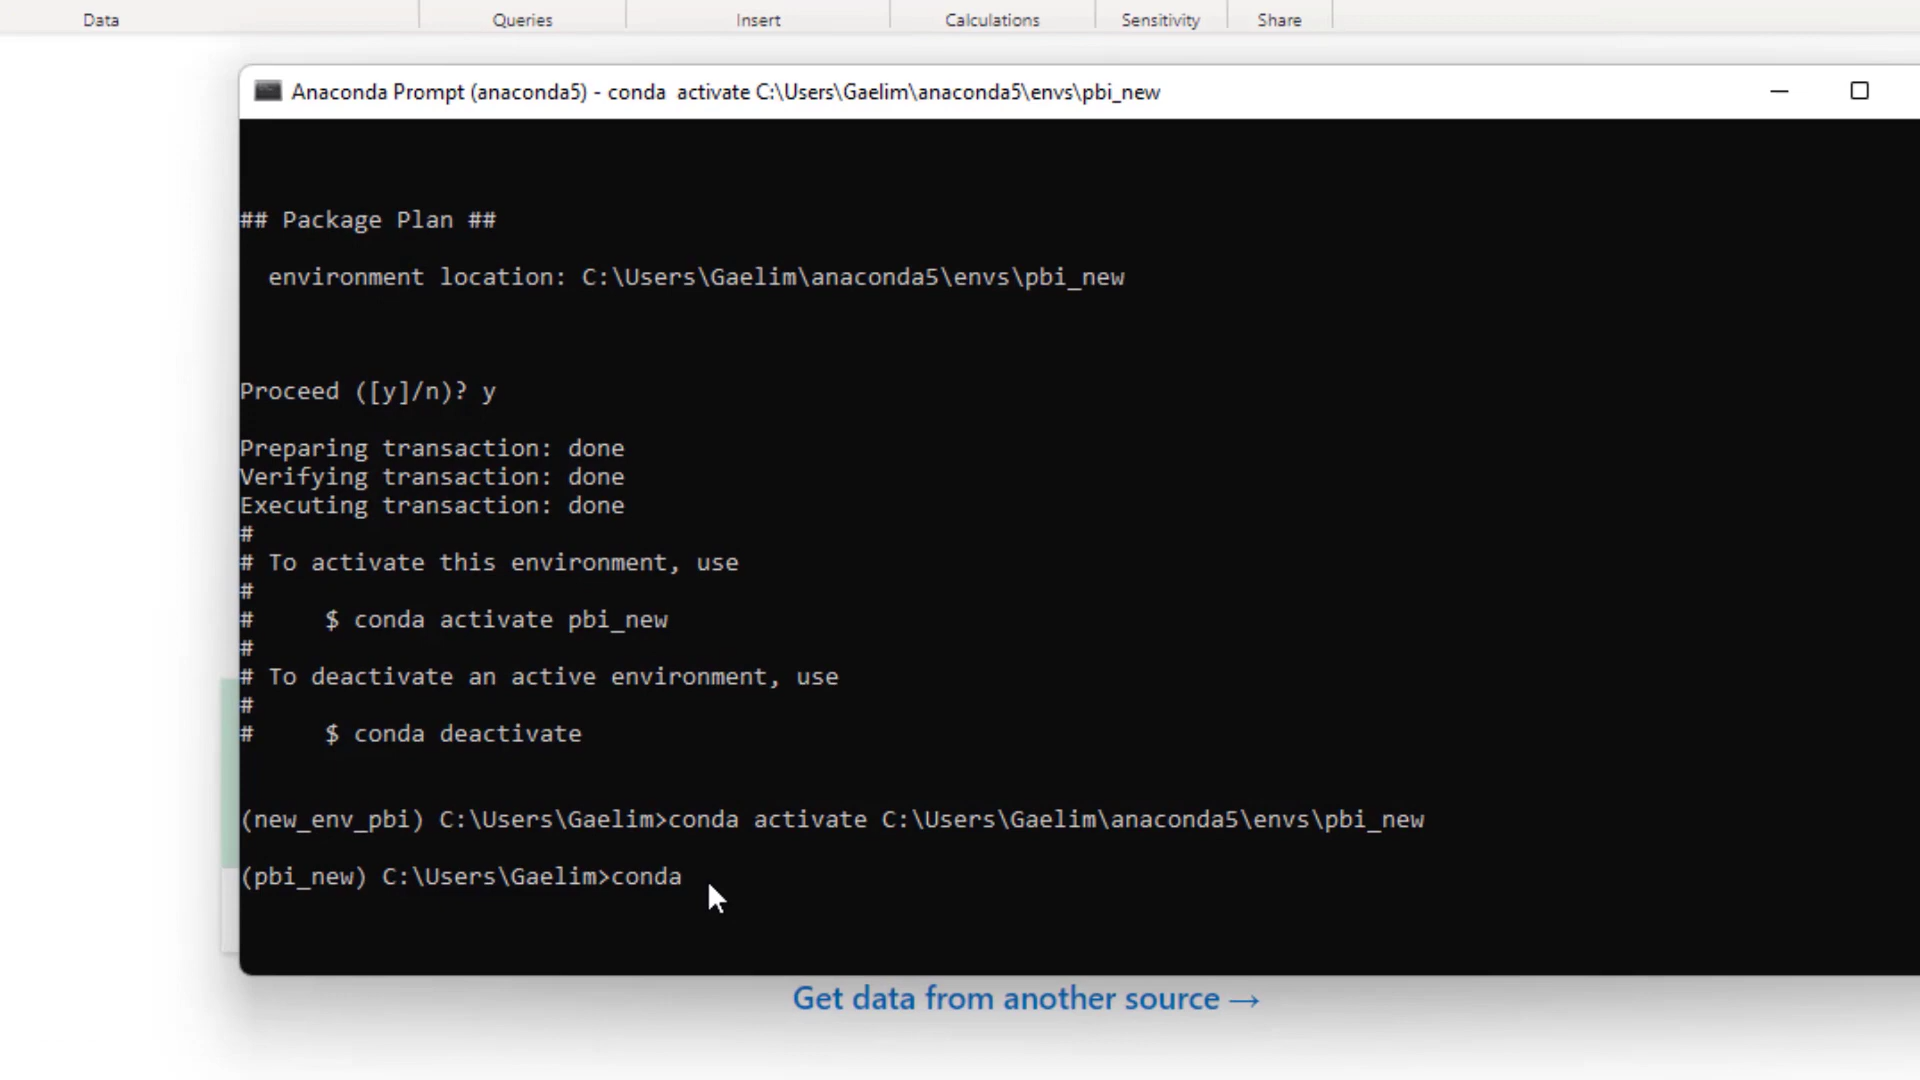 Data Queries Insert Calculations Sensitivity Share
Anaconda Prompt (anaconda5) - conda  activate C:\Users\Gaelim\anaconda5\envs\pbi_new
## Package Plan ##
environment location: C:\Users\Gaelim\anaconda5\envs\pbi_new
Proceed ([y]/n)? y
Preparing transaction: done
Verifying transaction: done
Executing transaction: done
#
# To activate this environment, use
#
#     $ conda activate pbi_new
#
# To deactivate an active environment, use
#
#     $ conda deactivate
(new_env_pbi) C:\Users\Gaelim>conda activate C:\Users\Gaelim\anaconda5\envs\pbi_new
(pbi_new) C:\Users\Gaelim>conda
Get data from another source →